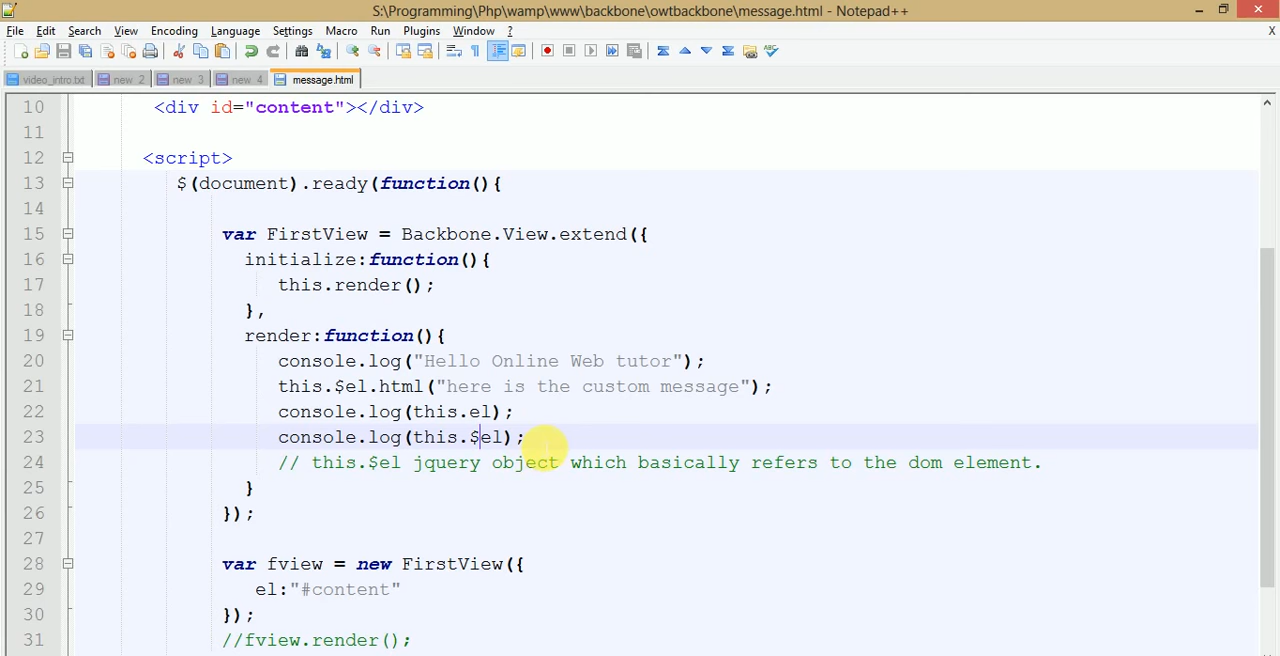 S:\Programming\Php\wamp\www\backbone\owtbackbone\message.html - Notepad++
File Edit Search View Encoding Language Settings Macro Run Plugins Window ? X
video_intro.txt new 2 new 3 new 4 message.html
10 <div id="content"></div>
11
12 <script>
13 $(document).ready(function(){
14
15 var FirstView = Backbone.View.extend({
16 initialize:function(){
17 this.render();
18 },
19 render:function(){
20 console.log("Hello Online Web tutor");
21 this.$el.html("here is the custom message");
22 console.log(this.el);
23 console.log(this.$el);
24 // this.$el jquery object which basically refers to the dom element.
25 }
26 });
27
28 var fview = new FirstView({
29 el:"#content"
30 });
31 //fview.render();